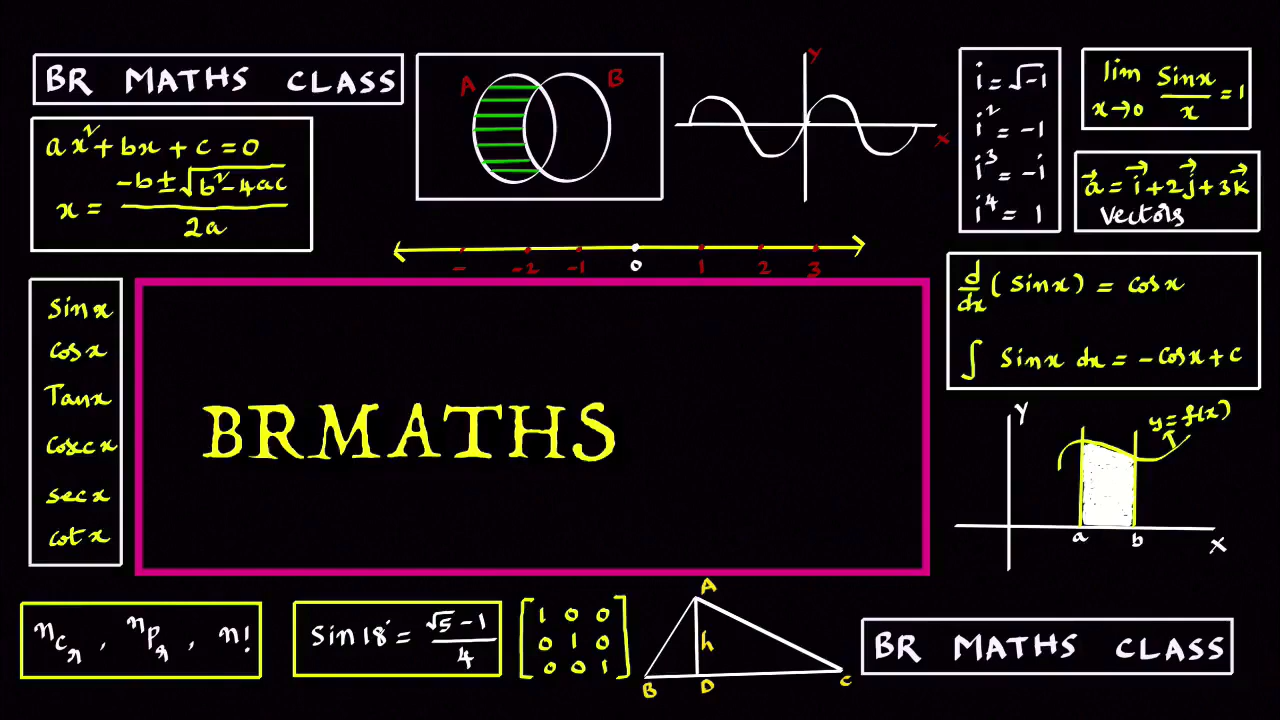 BR MATHS CLASS
ax² + bx + c = 0
x = (-b ± √(b² - 4ac)) / 2a
A B
Y
X
i = √-1
i² = -1
i³ = -i
i⁴ = 1
lim x→0 Sinx/x = 1
a⃗ = i⃗ + 2j⃗ + 3k⃗
Vectors
- -2 -1 0 1 2 3
d/dx (Sinx) = Cosx
∫ Sinx dx = -Cosx + c
Sinx
Cosx
Tanx
Cosecx
secx
cotx
BRMATHS
Y
y = f(x)
a b
X
nCr , nPr , n!
Sin18° = (√5 - 1)/4
1 0 0
0 1 0
0 0 1
A
h
B D C
BR MATHS CLASS